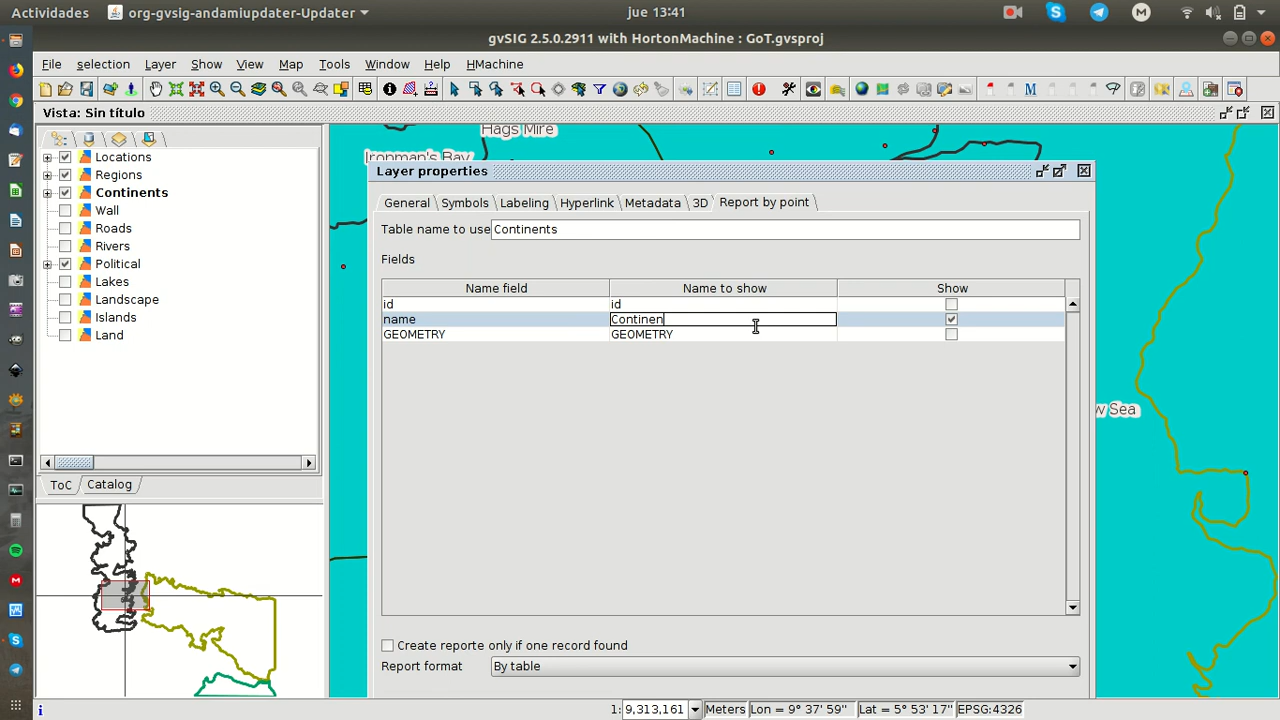 Actividades
org-gvsig-andamiupdater-Updater
jue 13:41
M
gvSIG 2.5.0.2911 with HortonMachine : GoT.gvsproj
File selection Layer Show View Map Tools Window Help HMachine
Vista: Sin título
Locations
Regions
Continents
Wall
Roads
Rivers
Political
Lakes
Landscape
Islands
Land
ToC Catalog
Hags Mire
Ironman's Bay
w Sea
Layer properties
General Symbols Labeling Hyperlink Metadata 3D Report by point
Table name to use Continents
Fields
Name field Name to show Show
id id
name Continen
GEOMETRY GEOMETRY
Create reporte only if one record found
Report format By table
1: 9,313,161 Meters Lon = 9° 37' 59" Lat = 5° 53' 17" EPSG:4326